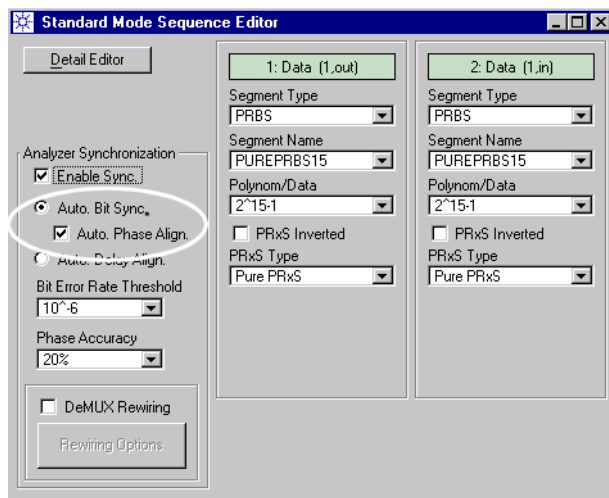 Standard Mode Sequence Editor
Detail Editor
Analyzer Synchronization
Enable Sync.
Auto. Bit Sync.
Auto. Phase Align.
Auto. Delay Align.
Bit Error Rate Threshold
10^-6
Phase Accuracy
20%
DeMUX Rewiring
Rewiring Options
1: Data (1,out)
Segment Type
PRBS
Segment Name
PUREPRBS15
Polynom/Data
2^15-1
PRxS Inverted
PRxS Type
Pure PRxS
2: Data (1,in)
Segment Type
PRBS
Segment Name
PUREPRBS15
Polynom/Data
2^15-1
PRxS Inverted
PRxS Type
Pure PRxS